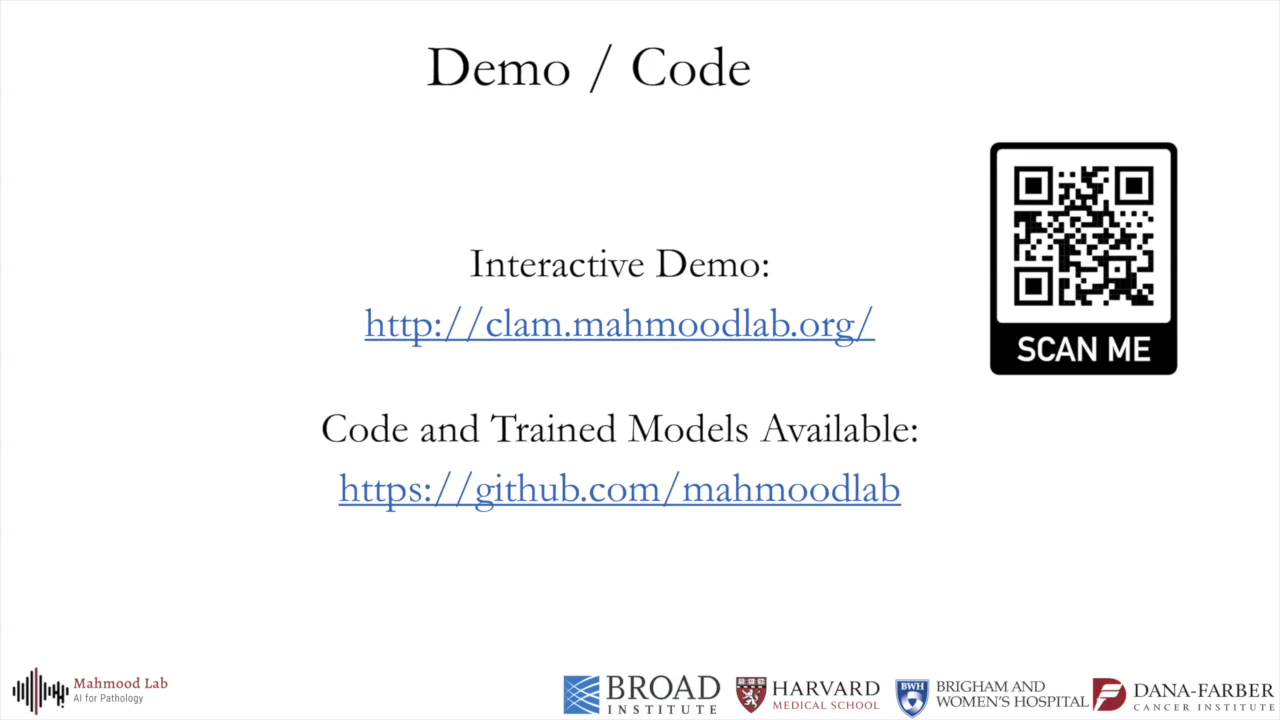 Demo / Code
Interactive Demo:
http://clam.mahmoodlab.org/
SCAN ME
Code and Trained Models Available:
https://github.com/mahmoodlab
Mahmood Lab
AI for Pathology
BROAD
INSTITUTE
HARVARD
MEDICAL SCHOOL
BWH
BRIGHAM AND
WOMEN'S HOSPITAL
DANA-FARBER
CANCER INSTITUTE